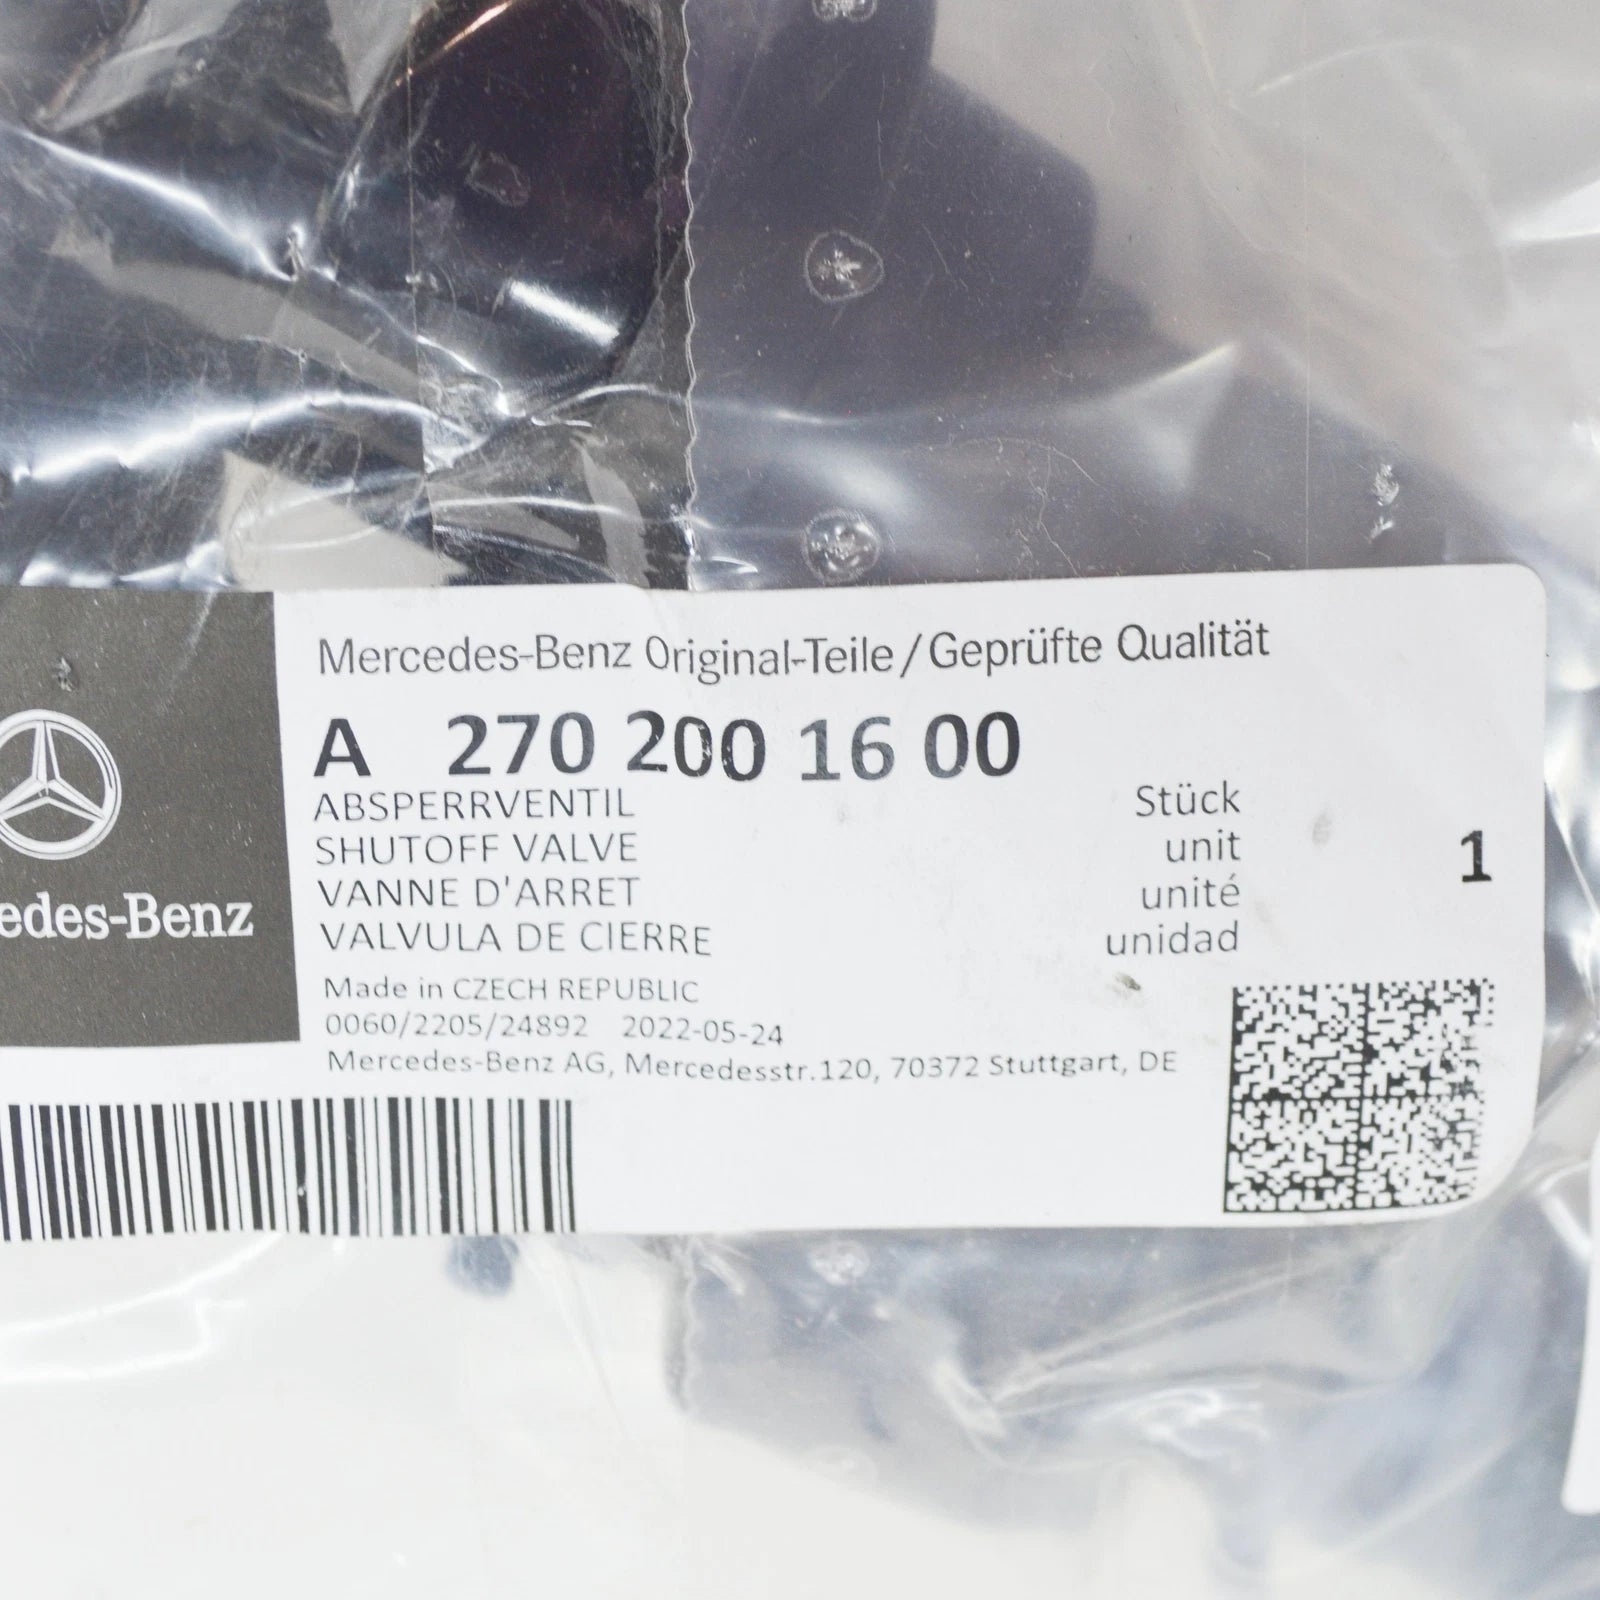 Mercedes-Benz Original-Teile / Geprüfte Qualität
A 270 200 16 00
ABSPERRVENTIL
SHUTOFF VALVE
VANNE D'ARRET
VALVULA DE CIERRE
Stück
unit
unité
unidad
1
edes-Benz
Made in CZECH REPUBLIC
0060/2205/24892 2022-05-24
Mercedes-Benz AG, Mercedesstr.120, 70372 Stuttgart, DE